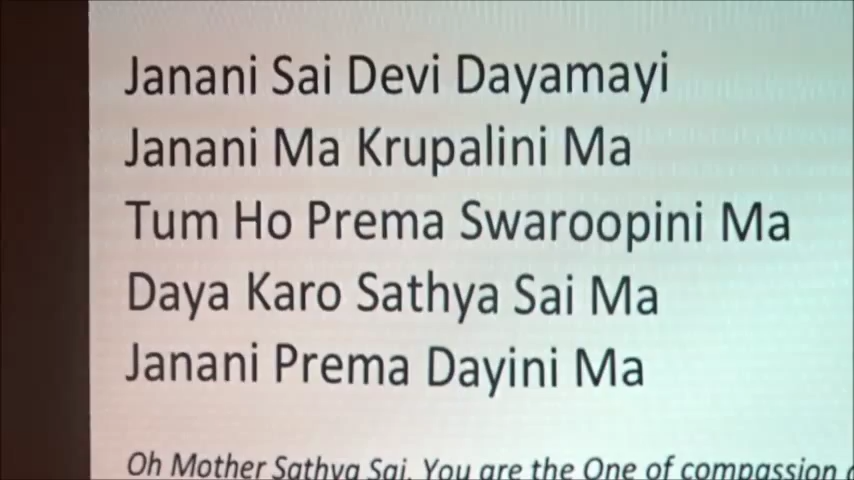 Janani Sai Devi Dayamayi
Janani Ma Krupalini Ma
Tum Ho Prema Swaroopini Ma
Daya Karo Sathya Sai Ma
Janani Prema Dayini Ma
Oh Mother Sathya Sai, You are the One of compassion